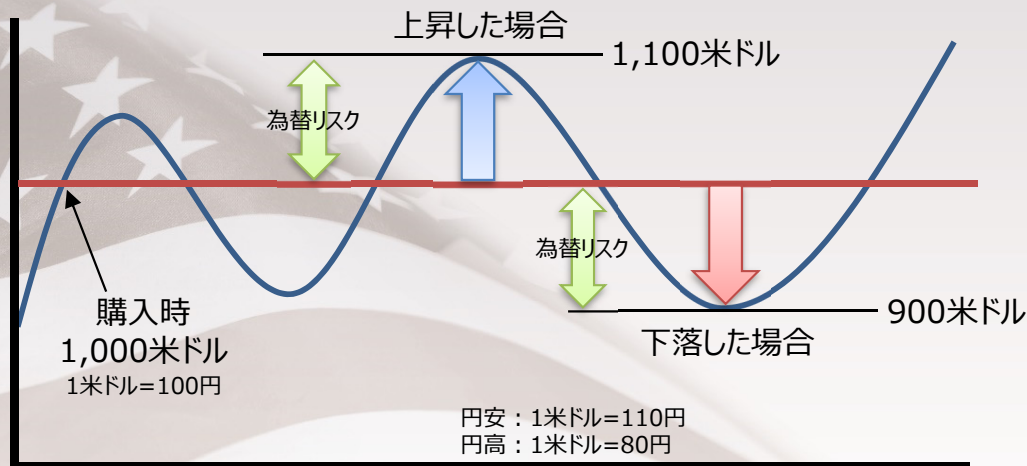 上昇した場合
1,100米ドル
為替リスク
為替リスク
購入時
1,000米ドル
1米ドル=100円
900米ドル
下落した場合
円安：1米ドル=110円
円高：1米ドル=80円